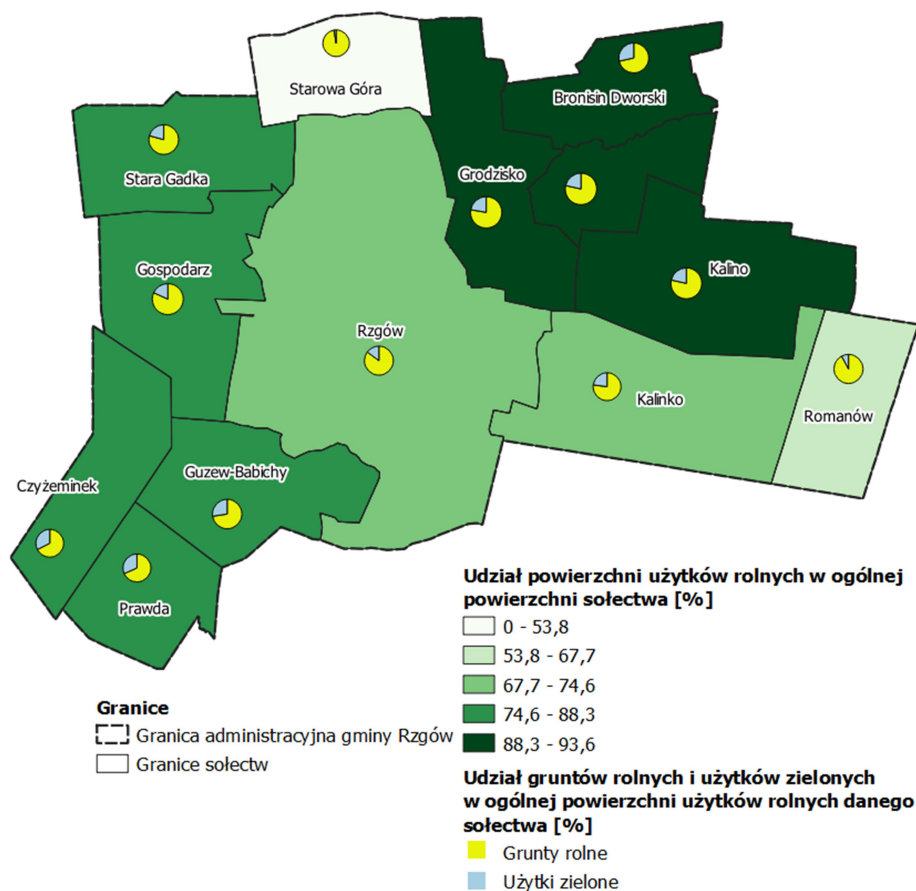 Starowa Góra
Bronisin Dworski
Stara Gadka
Grodzisko
Gospodarz
Kalino
Rzgów
Kalinko
Romanów
Guzew-Babichy
Czyżeminek
Prawda
Udział powierzchni użytków rolnych w ogólnej
powierzchni sołectwa [%]
0 - 53,8
53,8 - 67,7
67,7 - 74,6
74,6 - 88,3
88,3 - 93,6
Granice
Granica administracyjna gminy Rzgów
Granice sołectw
Udział gruntów rolnych i użytków zielonych
w ogólnej powierzchni użytków rolnych danego
sołectwa [%]
Grunty rolne
Użytki zielone